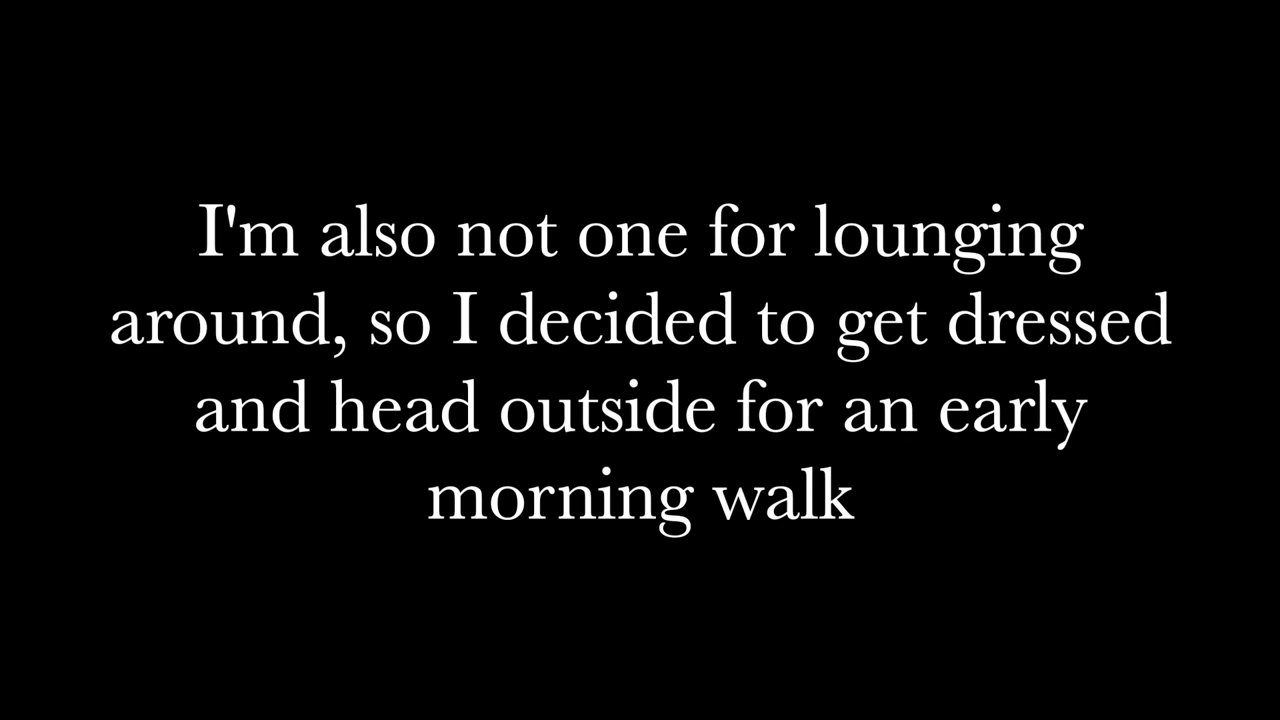 I'm also not one for lounging
around, so I decided to get dressed
and head outside for an early
morning walk